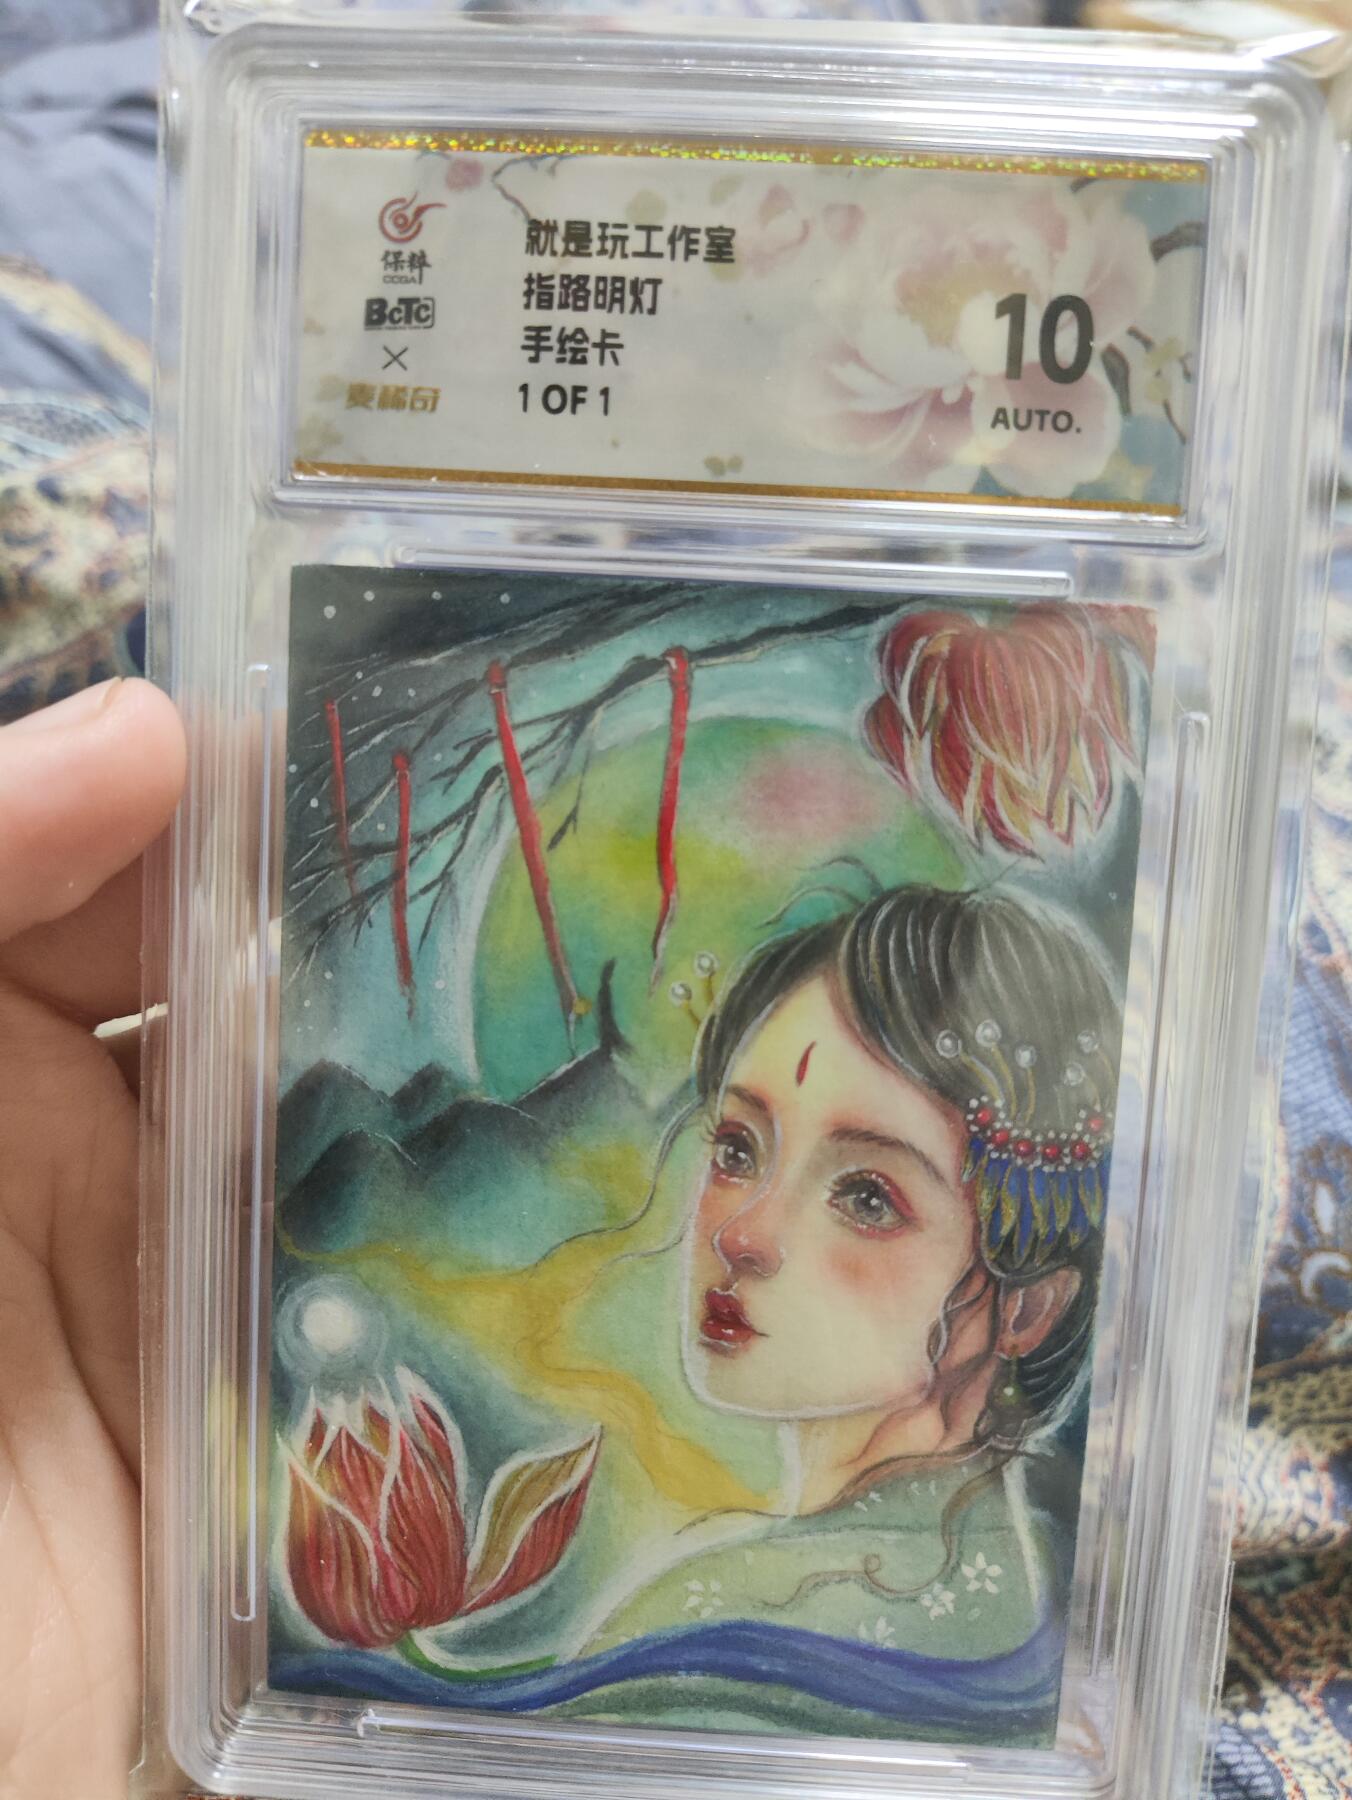 保粹
CCGA
BCTC
×
麦稀奇
就是玩工作室
指路明灯
手绘卡
1 OF 1
10
AUTO.